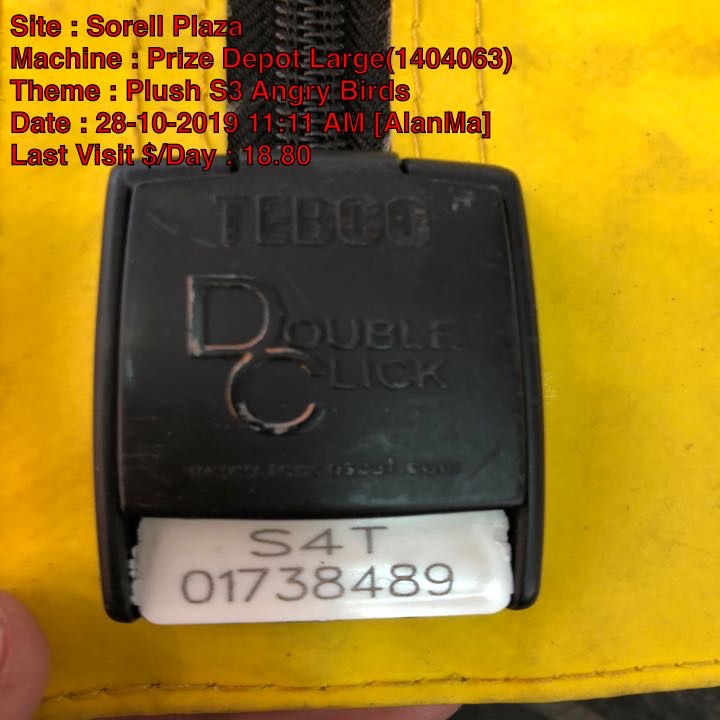 Site : Sorell Plaza
Machine : Prize Depot Large(1404063)
Theme : Plush S3 Angry Birds
Date : 28-10-2019 11:11 AM [AlanMa]
Last Visit $/Day : 18.80
TEBCO
DOUBLE
CLICK
S4T
01738489